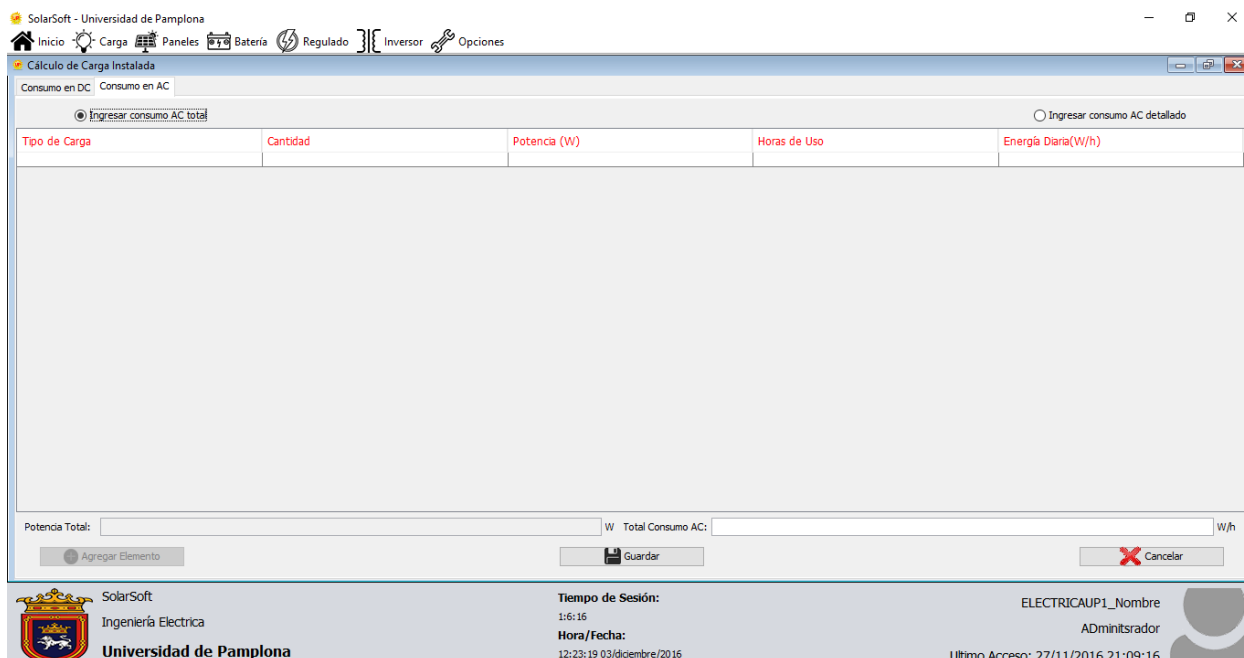 SolarSoft - Universidad de Pamplona
Inicio Carga Paneles Batería Regulado Inversor Opciones
Cálculo de Carga Instalada
Consumo en DC Consumo en AC
Ingresar consumo AC total Ingresar consumo AC detallado
Tipo de Carga Cantidad Potencia (W) Horas de Uso Energía Diaria(W/h)
Potencia Total: W Total Consumo AC: W/h
Agregar Elemento Guardar Cancelar
SolarSoft
Ingeniería Electrica
Universidad de Pamplona
Tiempo de Sesión:
1:6:16
Hora/Fecha:
12:23:19 03/diciembre/2016
ELECTRICAUP1_Nombre
ADminitsrador
Ultimo Acceso: 27/11/2016 21:09:16